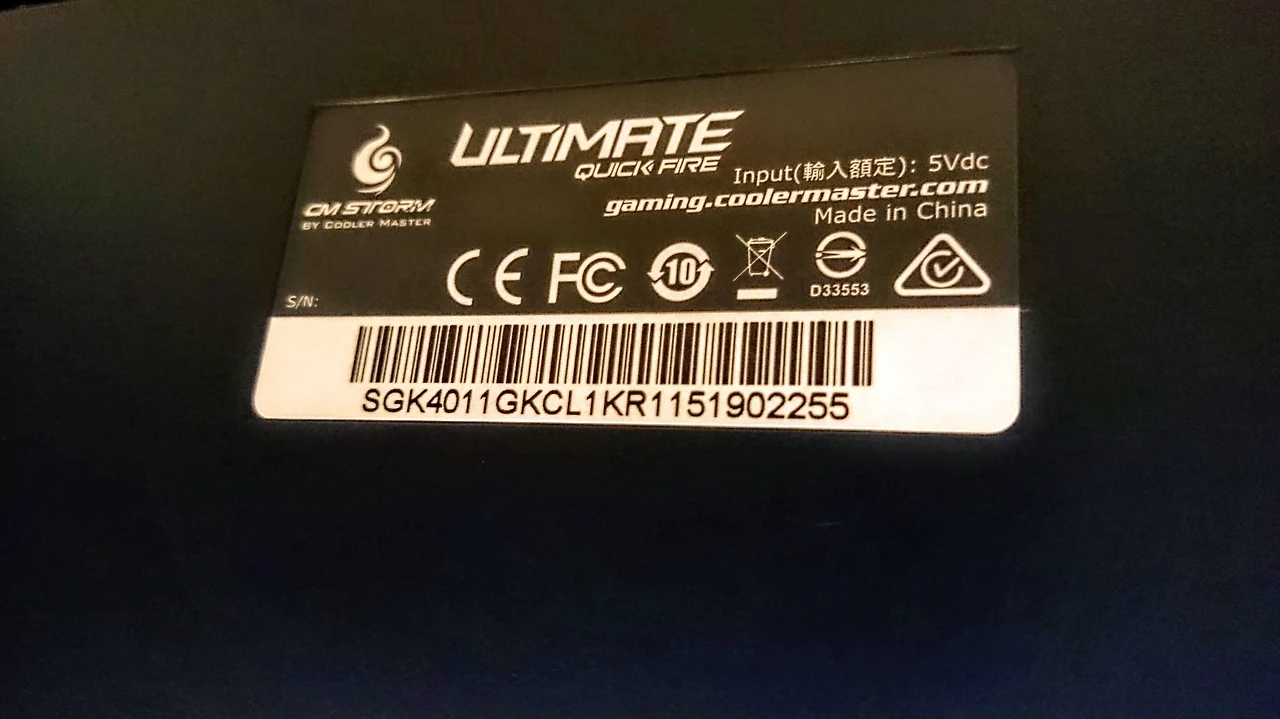 ULTIMATE
QUICK FIRE
CM STORM
BY COOLER MASTER
Input(輸入額定): 5Vdc
gaming.coolermaster.com
Made in China
CE FC 10
D33553
S/N:
SGK4011GKCL1KR1151902255